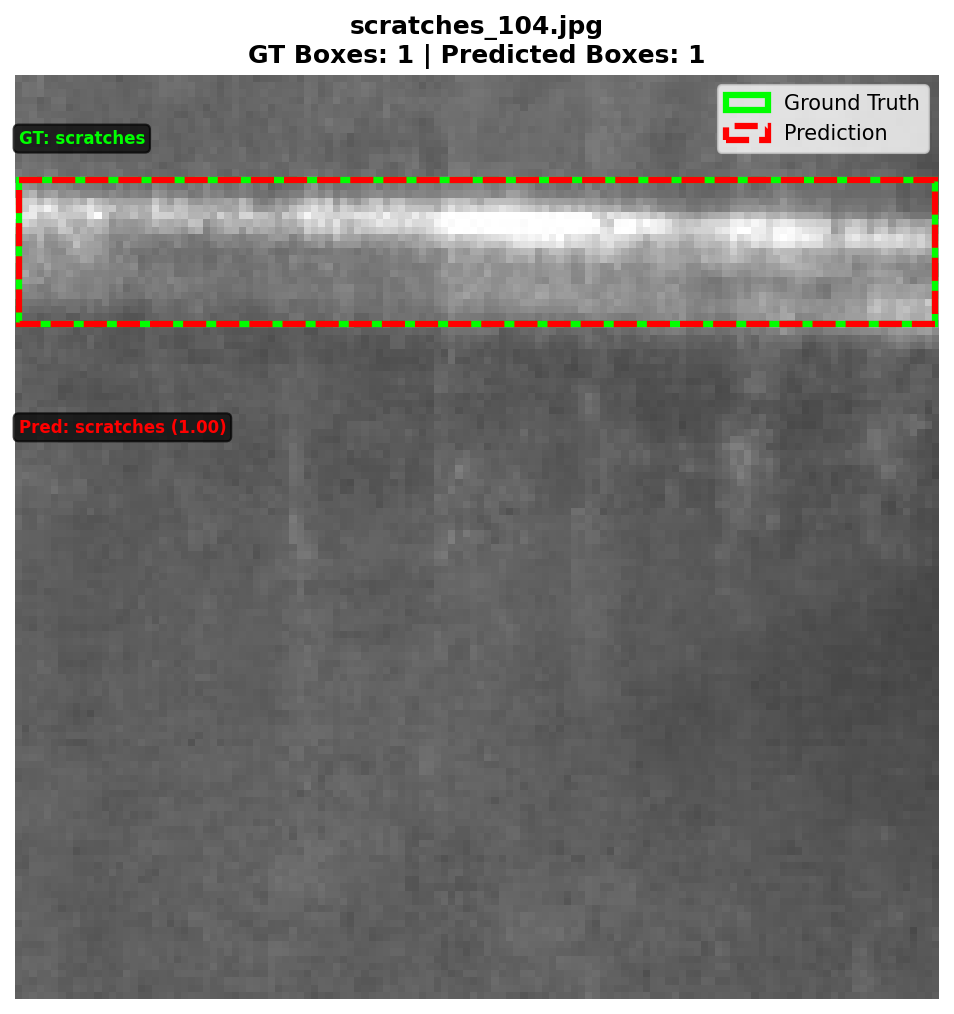 scratches_104.jpg
GT Boxes: 1 | Predicted Boxes: 1
Ground Truth
Prediction
GT: scratches
Pred: scratches (1.00)